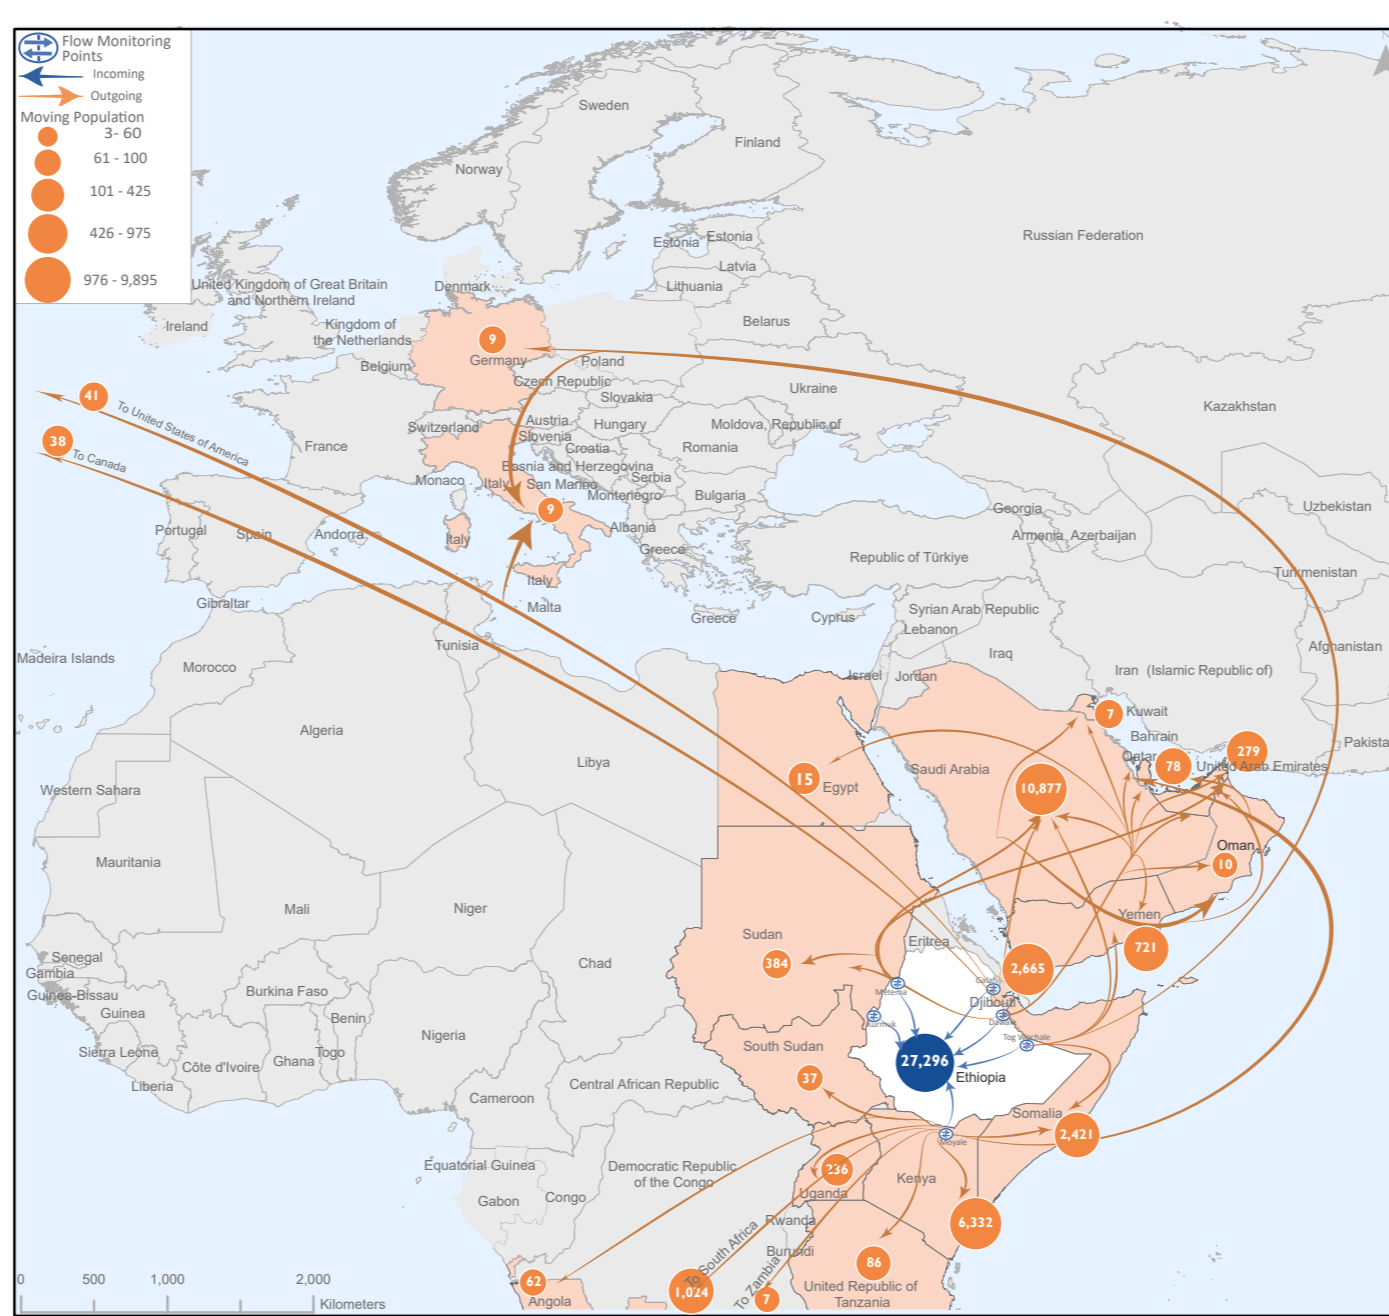 Flow Monitoring
Points
Incoming
Outgoing
Moving Population
3- 60
61 - 100
101 - 425
426 - 975
976 - 9,895
Sweden
Finland
Norway
Russian Federation
Estonia
Estonia
Latvia
Lithuania
Denmark
United Kingdom of Great Britain
and Northern Ireland
Ireland
Kingdom of
the Netherlands
Belarus
9
Germany
Poland
Belgium
Czech Republic
Ukraine
Slovakia
Kazakhstan
41
To United States of America
38
To Canada
Switzerland
Austria
Hungary
Moldova, Republic of
Slovenia
France
Croatia
Romania
Bosnia and Herzegovina
Monaco
Italy
San Marino
Serbia
Montenegro
Bulgaria
9
Georgia
Uzbekistan
Portugal
Spain
Andorra
Italy
Albania
Armenia
Azerbaijan
Greece
Republic of Türkiye
Turkmenistan
Italy
Malta
Gibraltar
Greece
Cyprus
Syrian Arab Republic
Lebanon
Tunisia
Iraq
Afghanistan
Madeira Islands
Morocco
Israel
Jordan
Iran (Islamic Republic of)
7
Kuwait
Algeria
Bahrain
Pakista
Qatar
78
279
United Arab Emirates
Libya
Saudi Arabia
15
Egypt
10,877
Western Sahara
Mauritania
Oman
10
Mali
Niger
Yemen
721
Sudan
384
Eritrea
2,665
Senegal
Chad
Gambia
Guinea-Bissau
Burkina Faso
Metema
Galafi
Guinea
Benin
Djibouti
Kurmuk
Dewele
Nigeria
Tog Wochale
Sierra Leone
Côte d'Ivoire
Ghana
Togo
South Sudan
27,296
Ethiopia
Liberia
Central African Republic
37
Cameroon
Somalia
2,421
Moyale
Equatorial Guinea
Democratic Republic
of the Congo
236
Uganda
Kenya
Gabon
Congo
Rwanda
6,332
Burundi
To South Africa
To Zambia
86
United Republic of
Tanzania
62
Angola
1,024
7
0
500
1,000
2,000
Kilometers